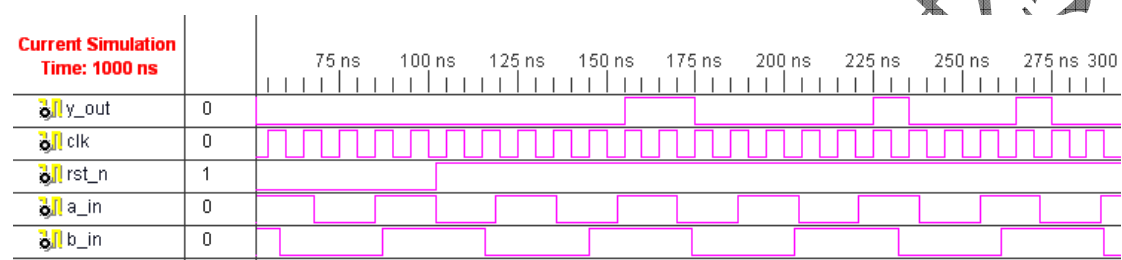 Current Simulation
Time: 1000 ns
75 ns 100 ns 125 ns 150 ns 175 ns 200 ns 225 ns 250 ns 275 ns 300
y_out 0
clk 0
rst_n 1
a_in 0
b_in 0